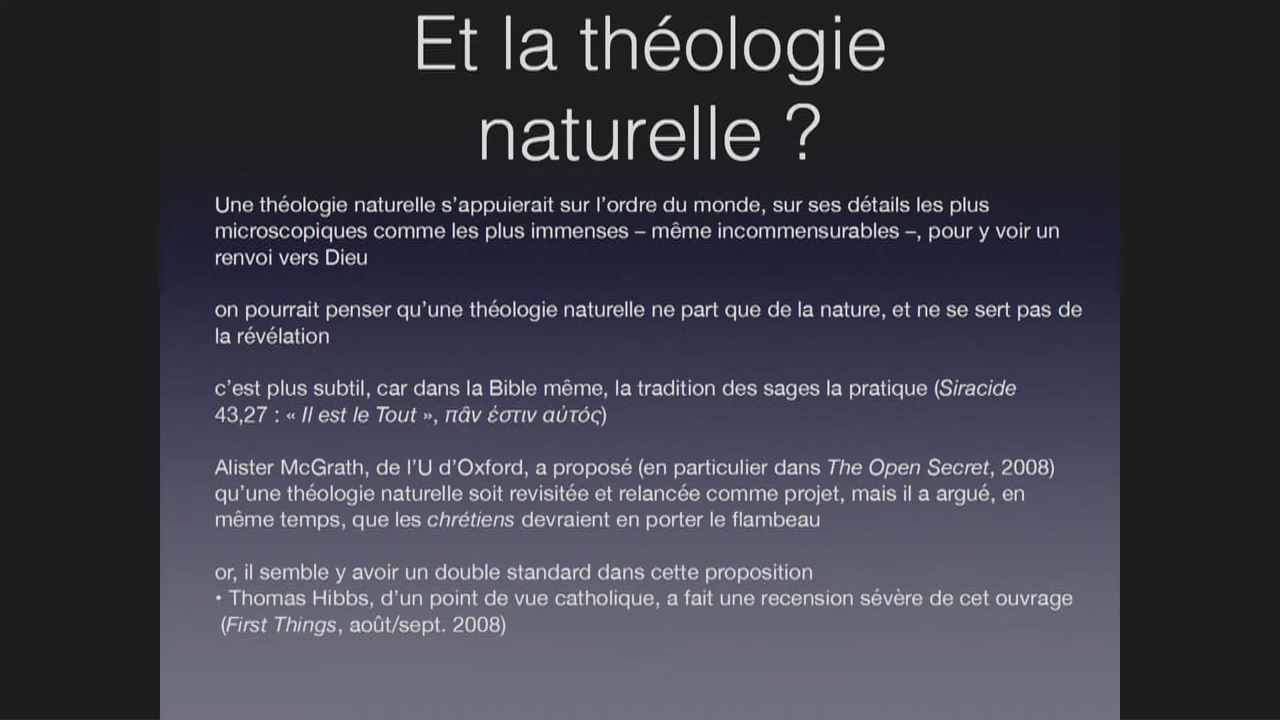 Et la théologie
naturelle ?
Une théologie naturelle s’appuierait sur l’ordre du monde, sur ses détails les plus
microscopiques comme les plus immenses – même incommensurables –, pour y voir un
renvoi vers Dieu
on pourrait penser qu’une théologie naturelle ne part que de la nature, et ne se sert pas de
la révélation
c’est plus subtil, car dans la Bible même, la tradition des sages la pratique (Siracide
43,27 : « Il est le Tout », πᾶν ἐστιν αὐτός)
Alister McGrath, de l’U d’Oxford, a proposé (en particulier dans The Open Secret, 2008)
qu’une théologie naturelle soit revisitée et relancée comme projet, mais il a argué, en
même temps, que les chrétiens devraient en porter le flambeau
or, il semble y avoir un double standard dans cette proposition
• Thomas Hibbs, d’un point de vue catholique, a fait une recension sévère de cet ouvrage
(First Things, août/sept. 2008)